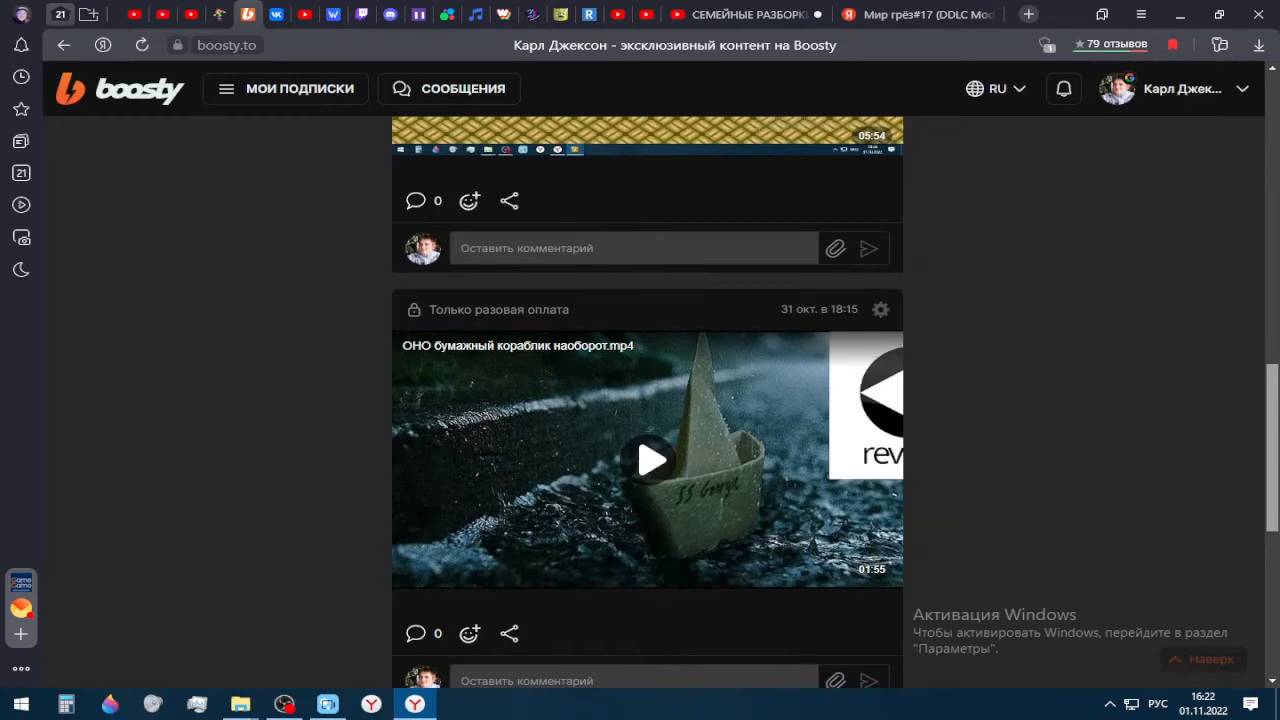 21
СЕМЕЙНЫЕ РАЗБОРК
Мир грёз#17 (DDLC Mod
boosty.to
Карл Джексон - эксклюзивный контент на Boosty
★ 79 отзывов
boosty
МОИ ПОДПИСКИ
СООБЩЕНИЯ
RU
Карл Джек...
21
05:54
0
Оставить комментарий
Только разовая оплата
31 окт. в 18:15
ОНО бумажный кораблик наоборот.mp4
SS George
rev
01:55
0
Оставить комментарий
Активация Windows
Чтобы активировать Windows, перейдите в раздел
"Параметры".
Наверх
РУС
16:22
01.11.2022